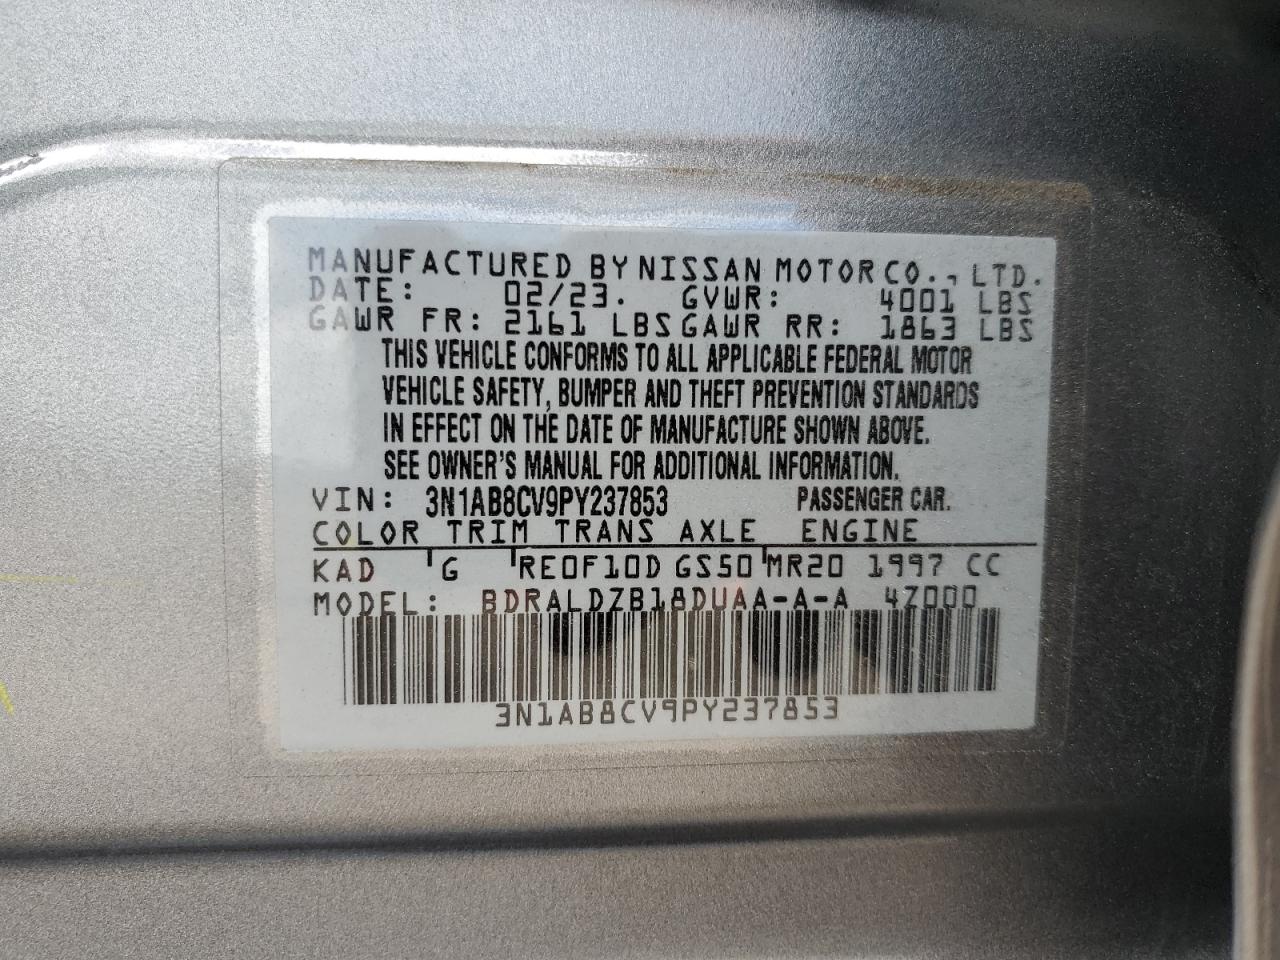 MANUFACTURED BY NISSAN MOTOR CO., LTD.
DATE: 02/23. GVWR: 4001 LBS
GAWR FR: 2161 LBS GAWR RR: 1863 LBS
THIS VEHICLE CONFORMS TO ALL APPLICABLE FEDERAL MOTOR
VEHICLE SAFETY, BUMPER AND THEFT PREVENTION STANDARDS
IN EFFECT ON THE DATE OF MANUFACTURE SHOWN ABOVE.
SEE OWNER'S MANUAL FOR ADDITIONAL INFORMATION.
VIN: 3N1AB8CV9PY237853 PASSENGER CAR.
COLOR TRIM TRANS AXLE ENGINE
KAD G RE0F10D GS50 MR20 1997 CC
MODEL: BDRALDZB18DUAA-A-A 4Z000
3N1AB8CV9PY237853